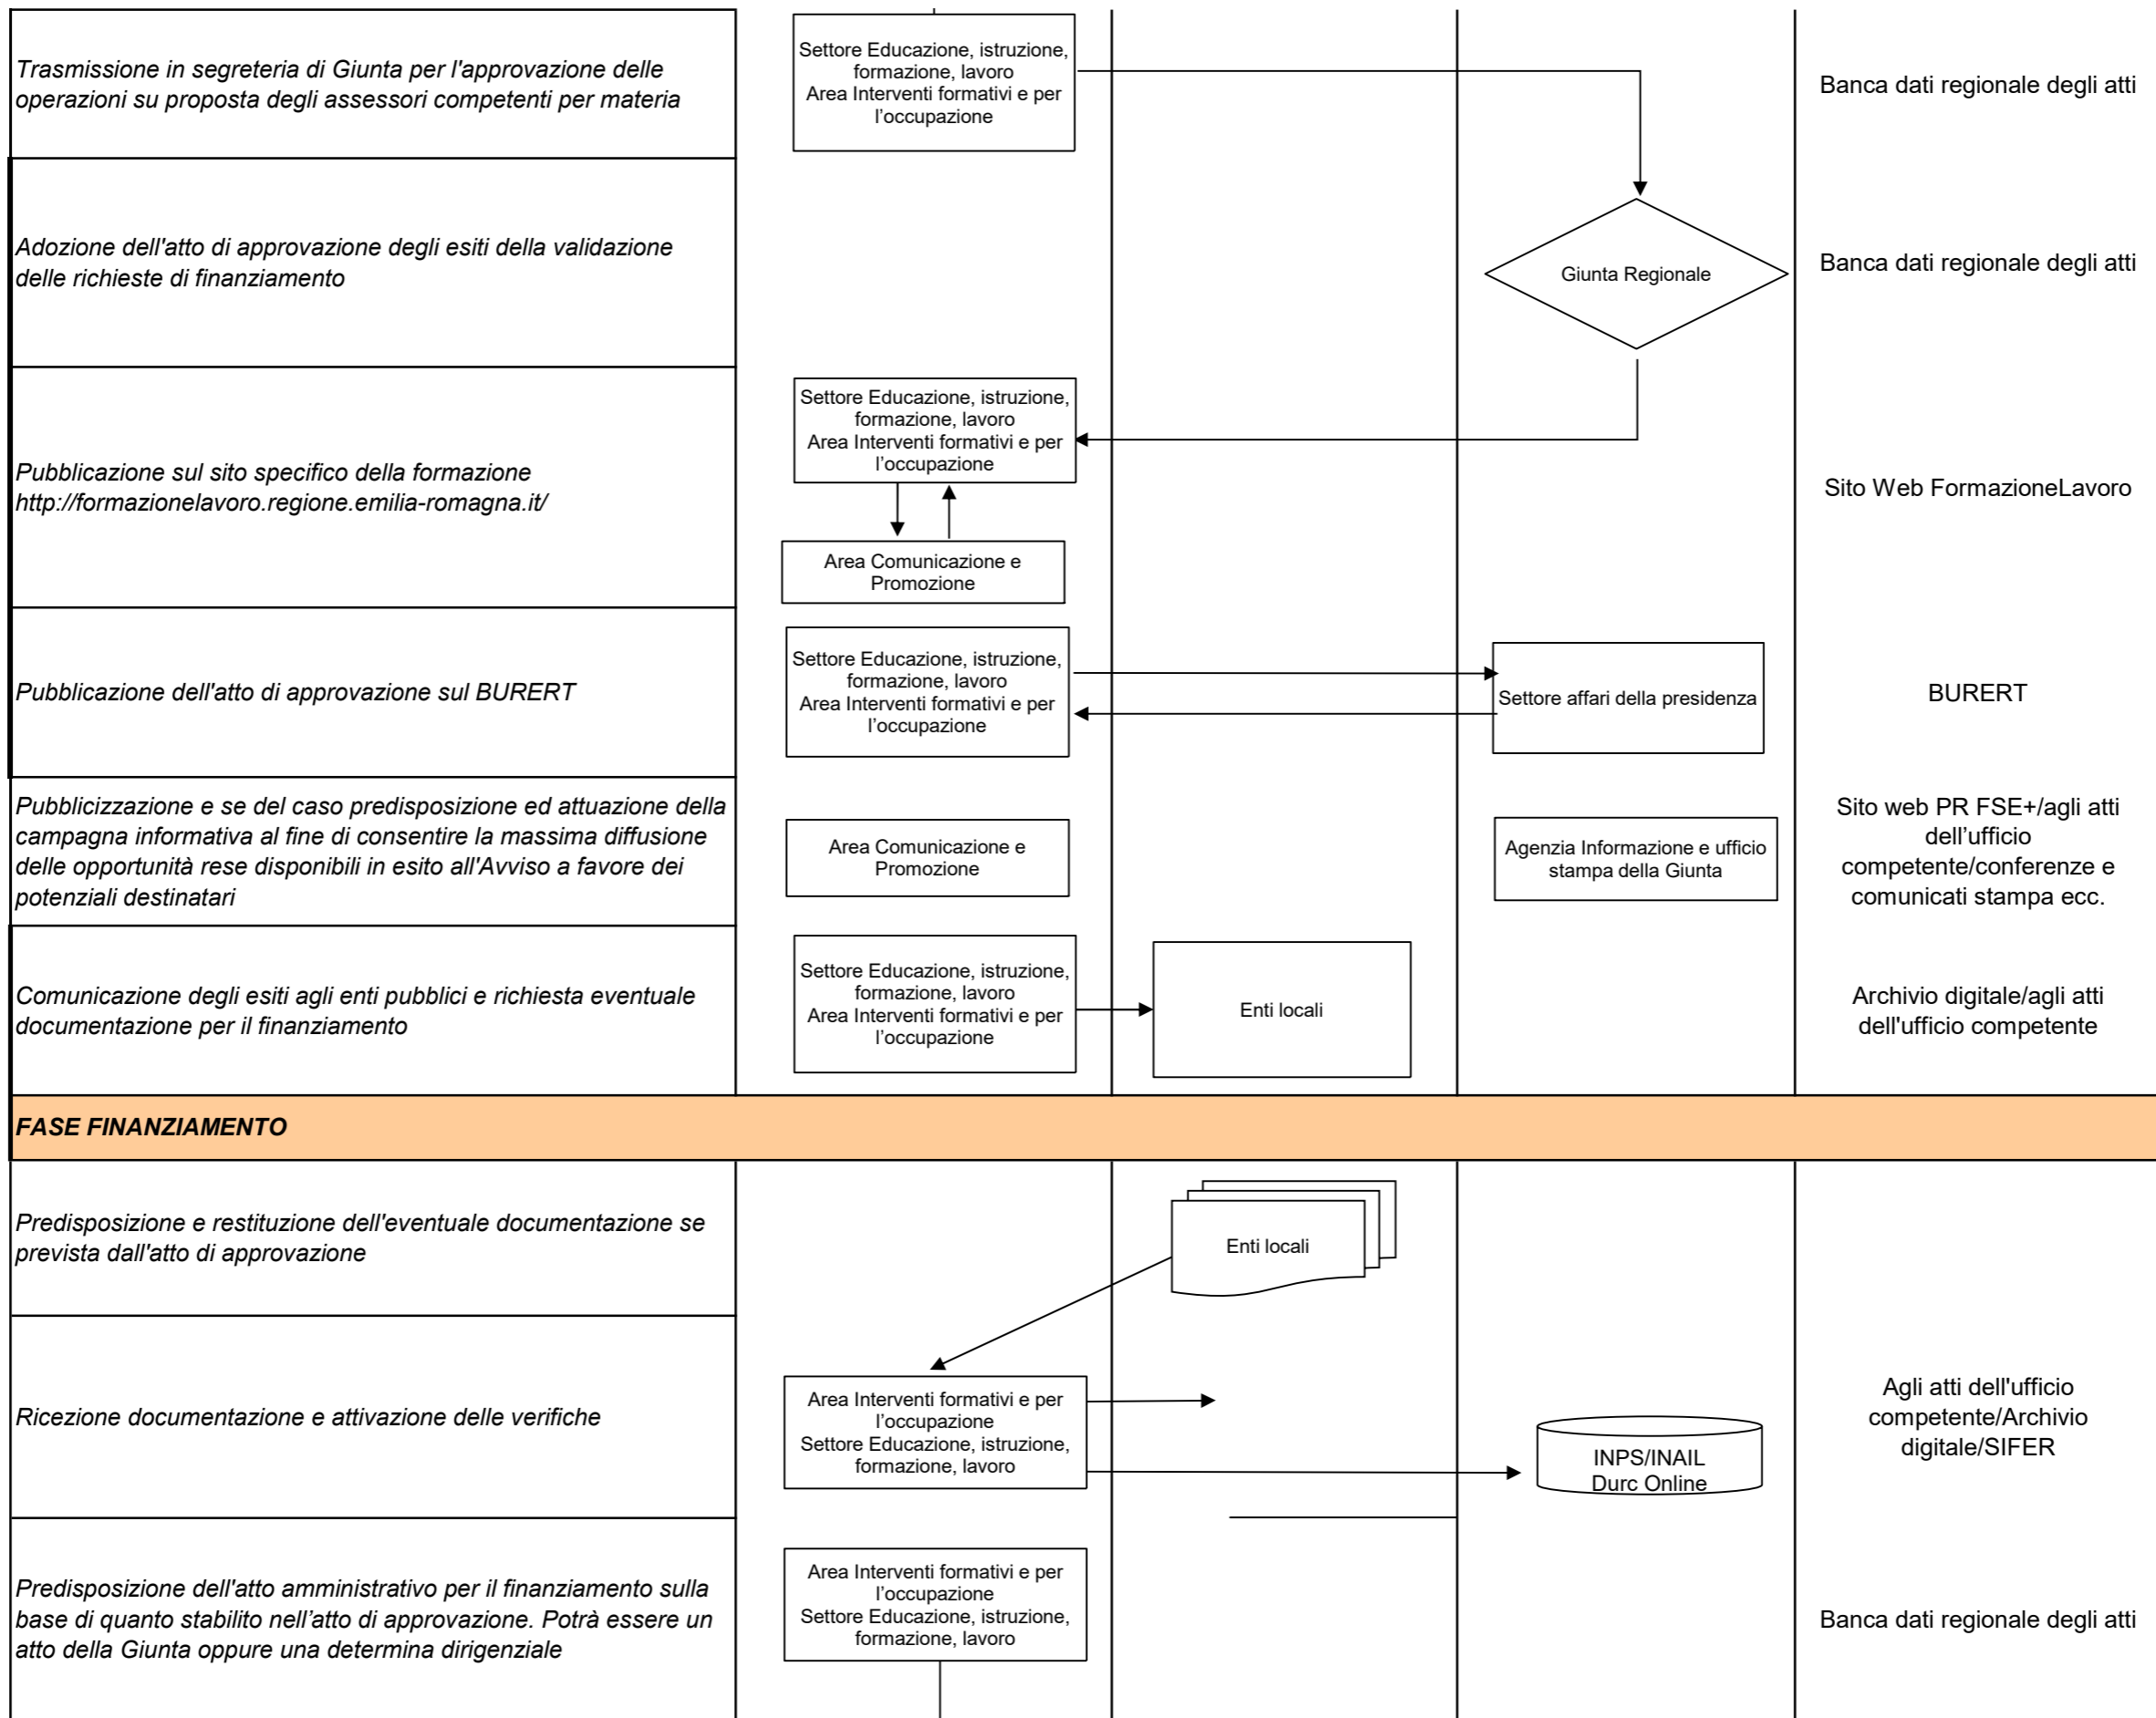 Trasmissione in segreteria di Giunta per l'approvazione delle
operazioni su proposta degli assessori competenti per materia
Settore Educazione, istruzione,
formazione, lavoro
Area Interventi formativi e per
l’occupazione
Banca dati regionale degli atti
Adozione dell'atto di approvazione degli esiti della validazione
delle richieste di finanziamento
Giunta Regionale
Banca dati regionale degli atti
Pubblicazione sul sito specifico della formazione
http://formazionelavoro.regione.emilia-romagna.it/
Settore Educazione, istruzione,
formazione, lavoro
Area Interventi formativi e per
l’occupazione
Area Comunicazione e
Promozione
Sito Web FormazioneLavoro
Pubblicazione dell'atto di approvazione sul BURERT
Settore Educazione, istruzione,
formazione, lavoro
Area Interventi formativi e per
l’occupazione
Settore affari della presidenza
BURERT
Pubblicizzazione e se del caso predisposizione ed attuazione della
campagna informativa al fine di consentire la massima diffusione
delle opportunità rese disponibili in esito all'Avviso a favore dei
potenziali destinatari
Area Comunicazione e
Promozione
Agenzia Informazione e ufficio
stampa della Giunta
Sito web PR FSE+/agli atti
dell’ufficio
competente/conferenze e
comunicati stampa ecc.
Comunicazione degli esiti agli enti pubblici e richiesta eventuale
documentazione per il finanziamento
Settore Educazione, istruzione,
formazione, lavoro
Area Interventi formativi e per
l’occupazione
Enti locali
Archivio digitale/agli atti
dell'ufficio competente
FASE FINANZIAMENTO
Predisposizione e restituzione dell'eventuale documentazione se
prevista dall'atto di approvazione
Enti locali
Ricezione documentazione e attivazione delle verifiche
Area Interventi formativi e per
l’occupazione
Settore Educazione, istruzione,
formazione, lavoro
INPS/INAIL
Durc Online
Agli atti dell'ufficio
competente/Archivio
digitale/SIFER
Predisposizione dell'atto amministrativo per il finanziamento sulla
base di quanto stabilito nell’atto di approvazione. Potrà essere un
atto della Giunta oppure una determina dirigenziale
Area Interventi formativi e per
l’occupazione
Settore Educazione, istruzione,
formazione, lavoro
Banca dati regionale degli atti